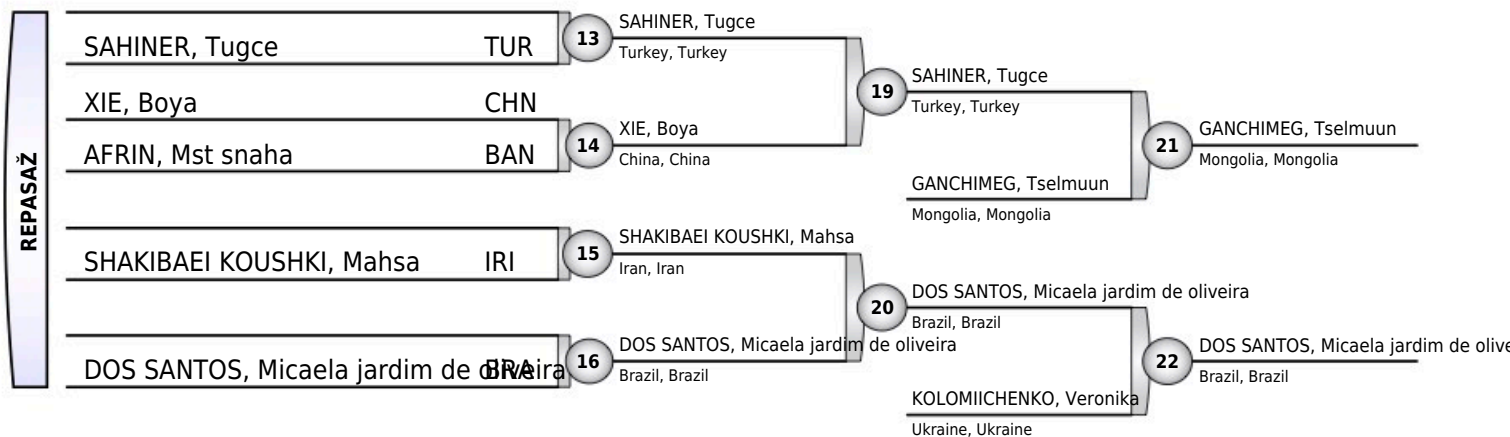 REPASAŽ
SAHINER, Tugce TUR
XIE, Boya CHN
AFRIN, Mst snaha BAN
SHAKIBAEI KOUSHKI, Mahsa IRI
DOS SANTOS, Micaela jardim de oliveira BRA
13
SAHINER, Tugce
Turkey, Turkey
14
XIE, Boya
China, China
15
SHAKIBAEI KOUSHKI, Mahsa
Iran, Iran
16
DOS SANTOS, Micaela jardim de oliveira
Brazil, Brazil
19
SAHINER, Tugce
Turkey, Turkey
GANCHIMEG, Tselmuun
Mongolia, Mongolia
20
DOS SANTOS, Micaela jardim de oliveira
Brazil, Brazil
KOLOMIICHENKO, Veronika
Ukraine, Ukraine
21
GANCHIMEG, Tselmuun
Mongolia, Mongolia
22
DOS SANTOS, Micaela jardim de olive
Brazil, Brazil